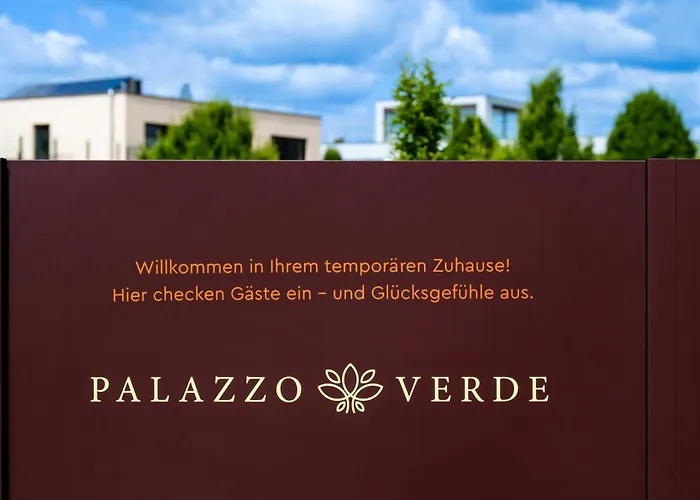 Willkommen in Ihrem temporären Zuhause!
Hier checken Gäste ein – und Glücksgefühle aus.
PALAZZO VERDE